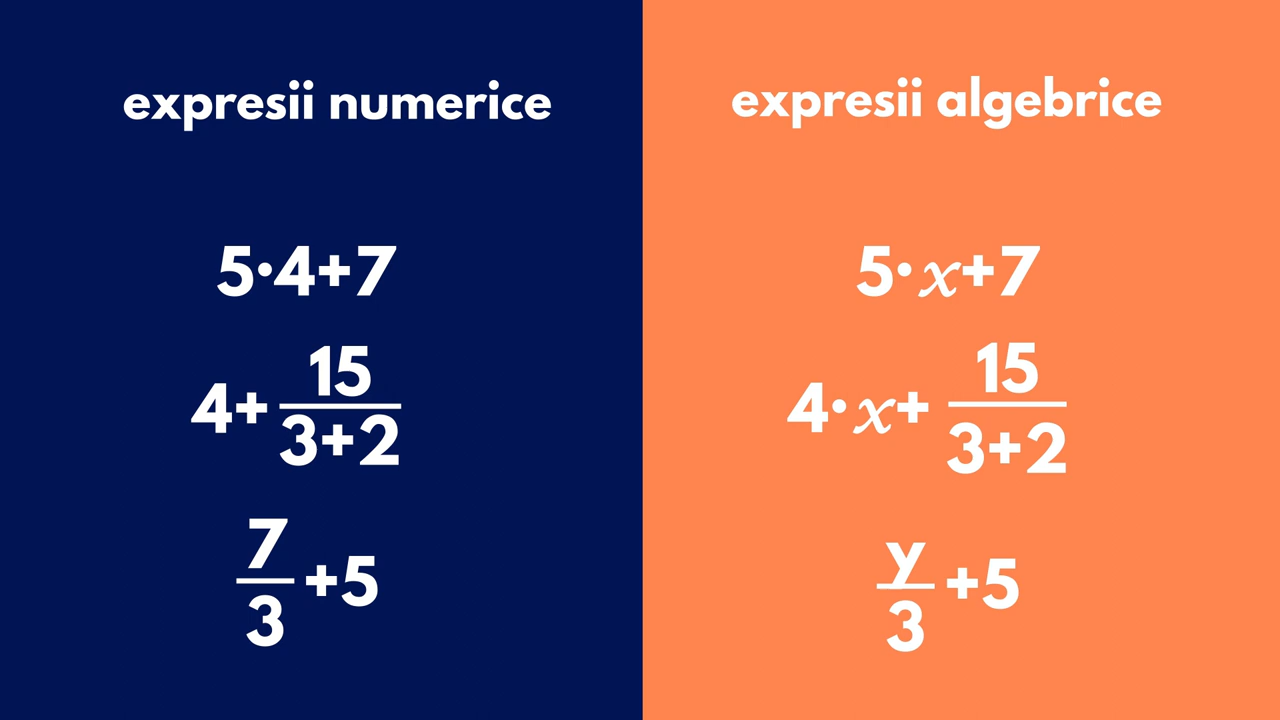 expresii numerice
5·4+7
4+ 15/(3+2)
7/3 +5
expresii algebrice
5·x+7
4·x+ 15/(3+2)
y/3 +5